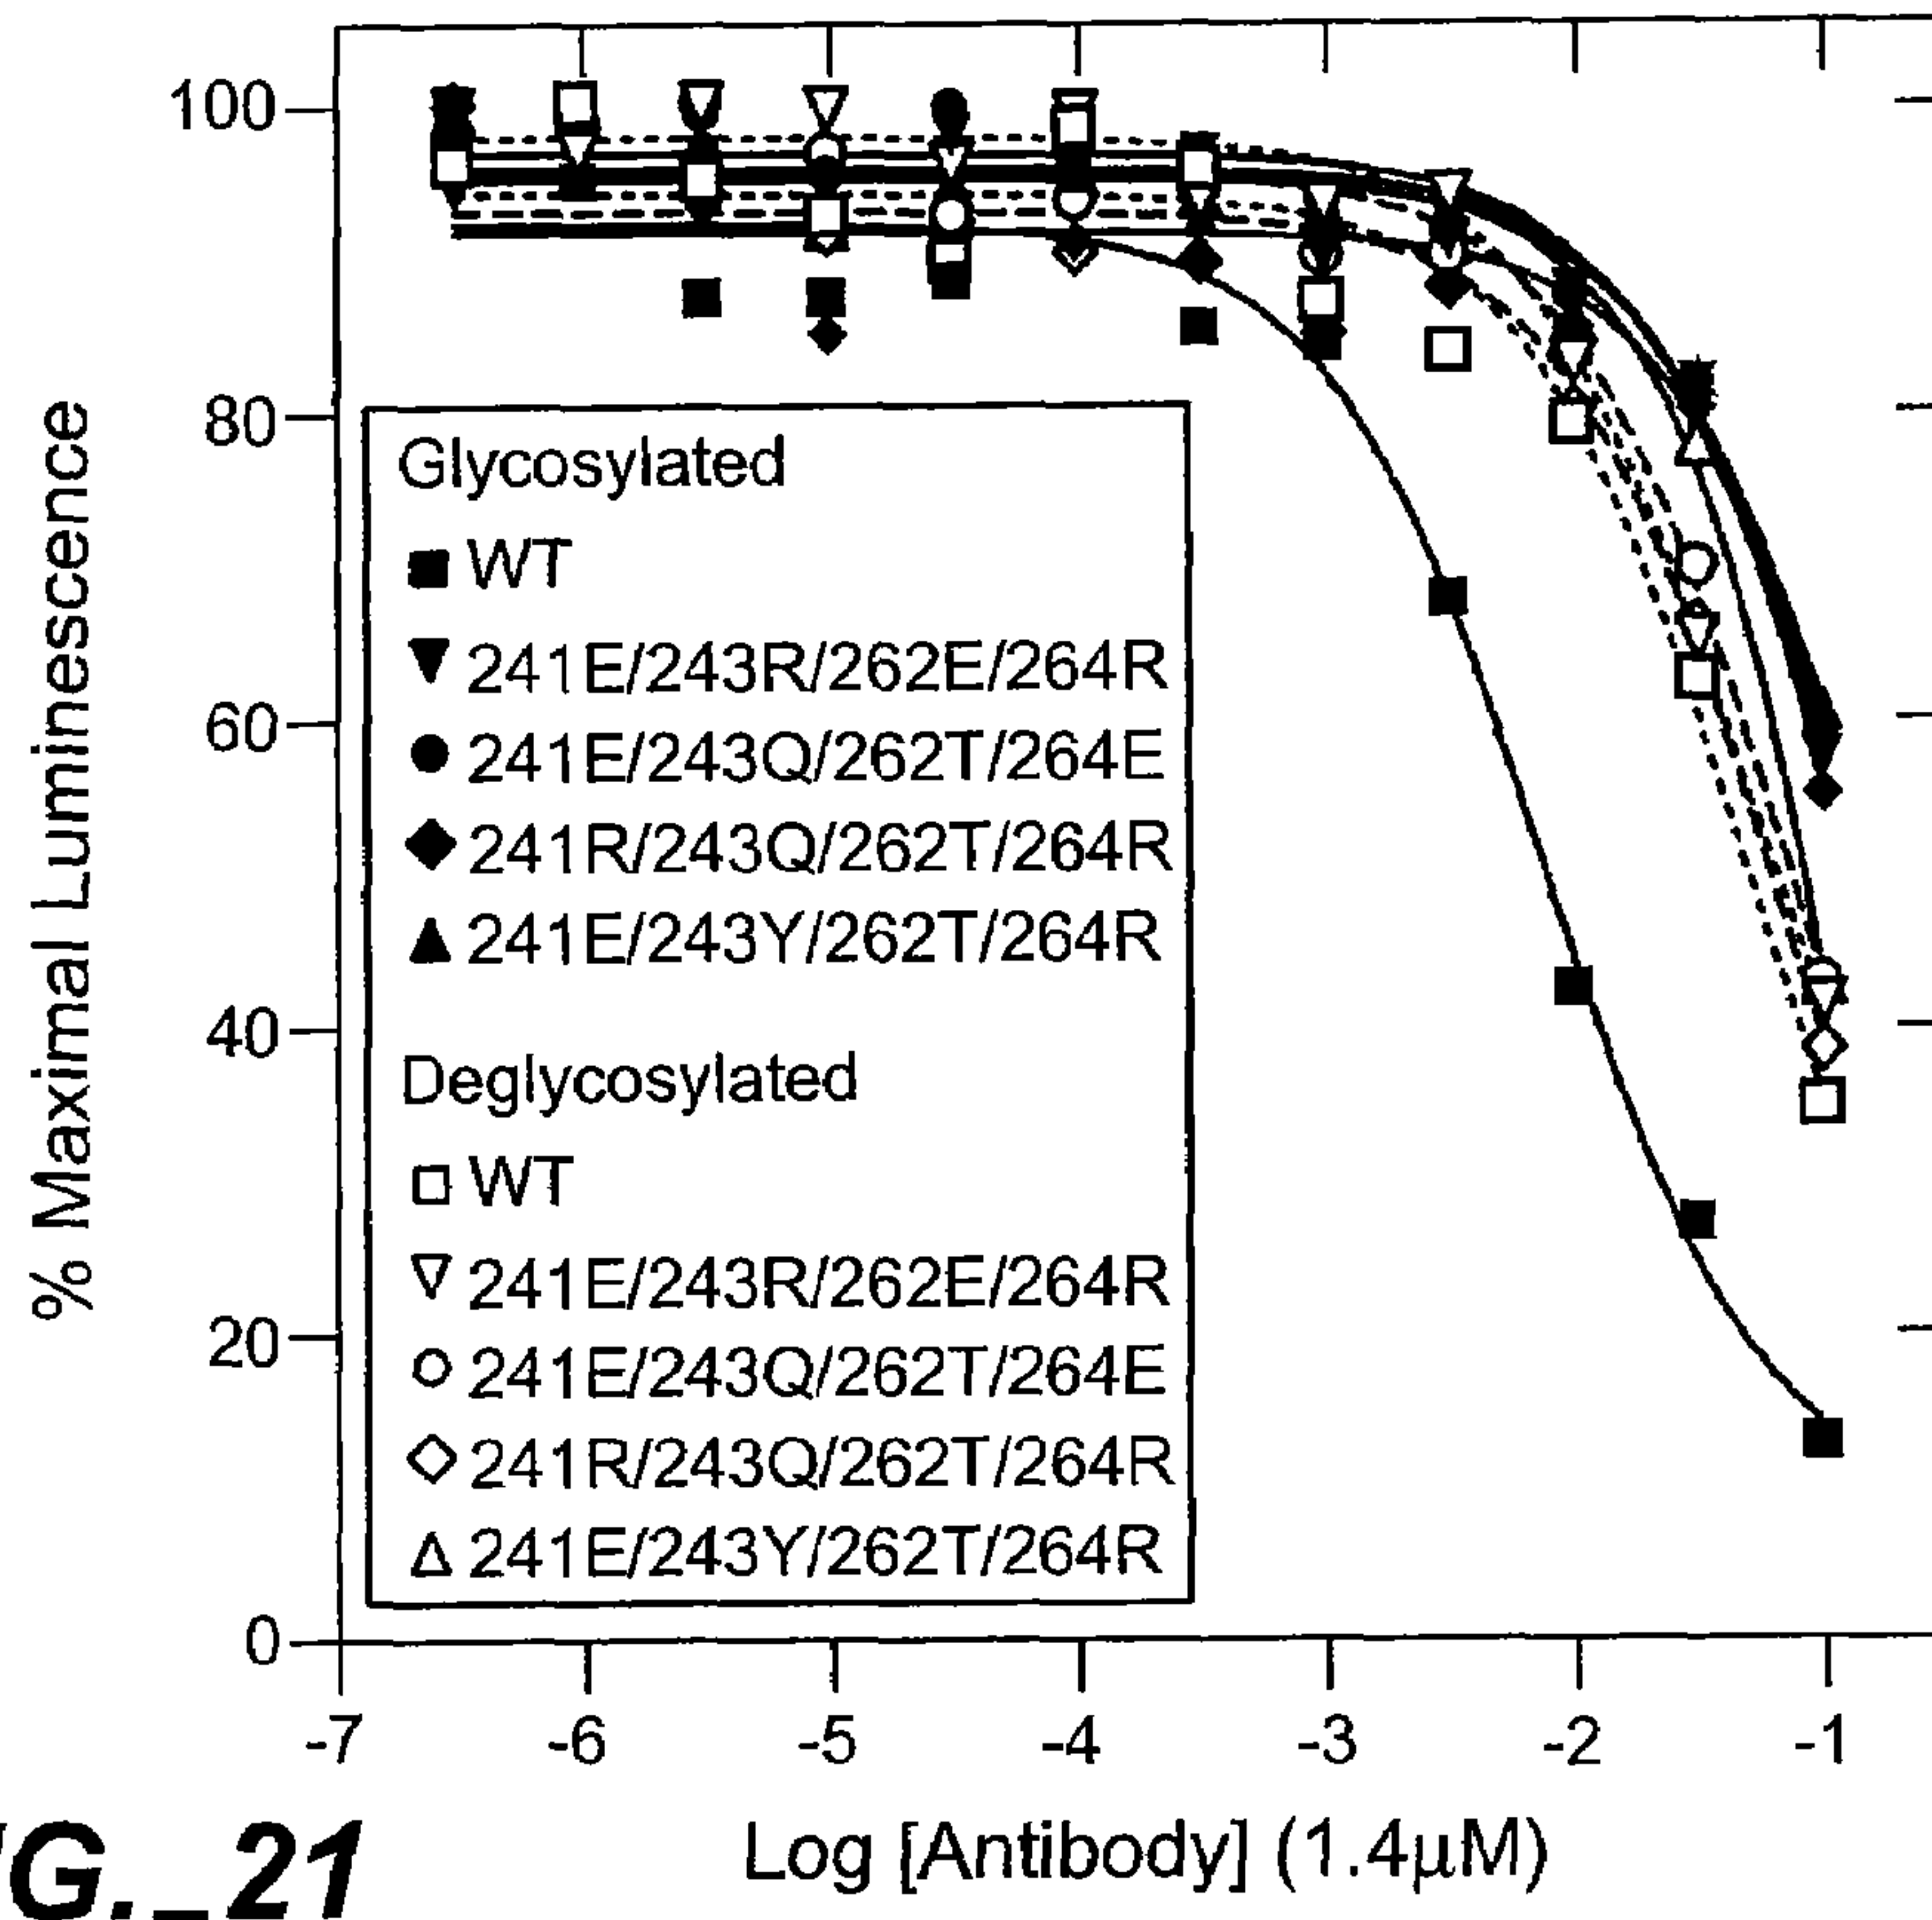 100
80
60
40
20
0
% Maximal Luminescence
Glycosylated
WT
241E/243R/262E/264R
241E/243Q/262T/264E
241R/243Q/262T/264R
241E/243Y/262T/264R
Deglycosylated
WT
241E/243R/262E/264R
241E/243Q/262T/264E
241R/243Q/262T/264R
241E/243Y/262T/264R
-7 -6 -5 -4 -3 -2 -1
Log [Antibody] (1.4µM)
G._21